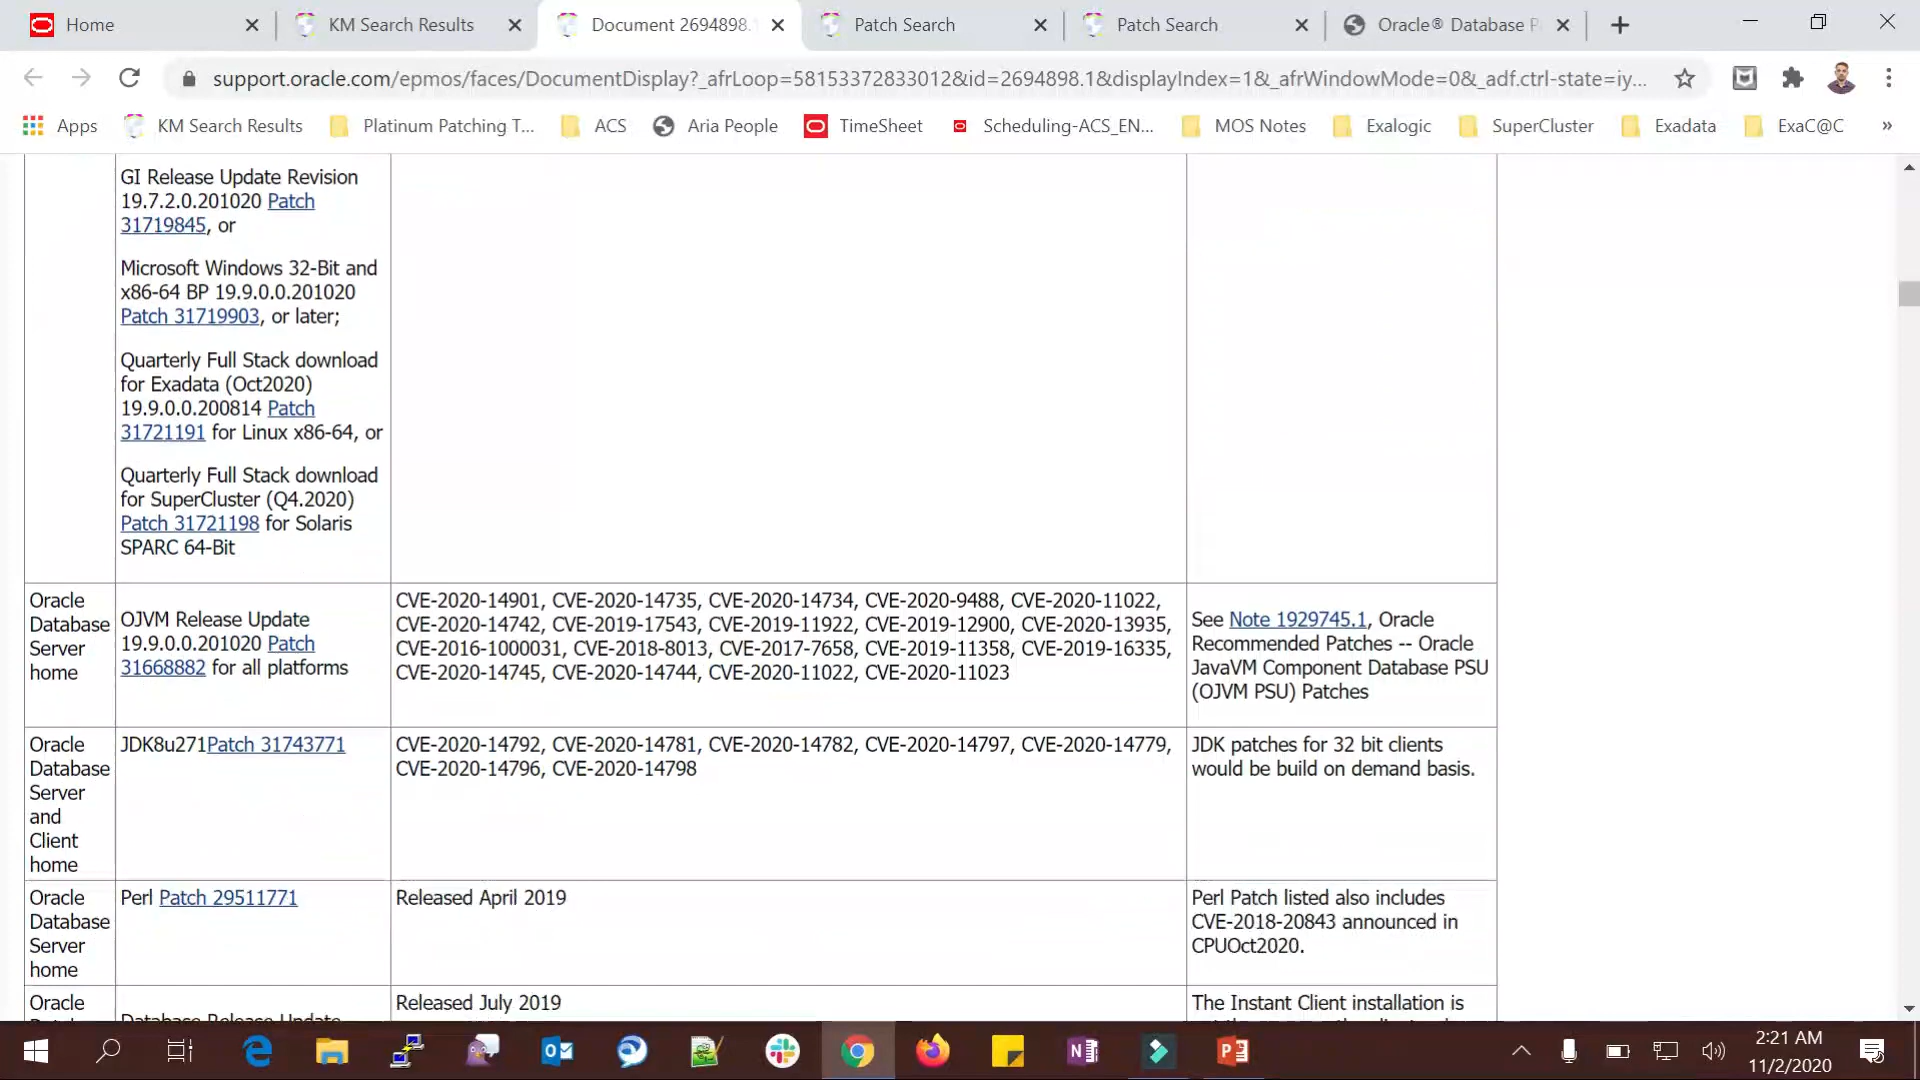 Home
KM Search Results
Document 2694898.
Patch Search
Patch Search
Oracle® Database P
support.oracle.com/epmos/faces/DocumentDisplay?_afrLoop=58153372833012&id=2694898.1&displayIndex=1&_afrWindowMode=0&_adf.ctrl-state=iy...
Apps
KM Search Results
Platinum Patching T...
ACS
Aria People
TimeSheet
Scheduling-ACS_EN...
MOS Notes
Exalogic
SuperCluster
Exadata
ExaC@C
»
GI Release Update Revision
19.7.2.0.201020 Patch
31719845, or
Microsoft Windows 32-Bit and
x86-64 BP 19.9.0.0.201020
Patch 31719903, or later;
Quarterly Full Stack download
for Exadata (Oct2020)
19.9.0.0.200814 Patch
31721191 for Linux x86-64, or
Quarterly Full Stack download
for SuperCluster (Q4.2020)
Patch 31721198 for Solaris
SPARC 64-Bit
Oracle
Database
Server
home
OJVM Release Update
19.9.0.0.201020 Patch
31668882 for all platforms
CVE-2020-14901, CVE-2020-14735, CVE-2020-14734, CVE-2020-9488, CVE-2020-11022,
CVE-2020-14742, CVE-2019-17543, CVE-2019-11922, CVE-2019-12900, CVE-2020-13935,
CVE-2016-1000031, CVE-2018-8013, CVE-2017-7658, CVE-2019-11358, CVE-2019-16335,
CVE-2020-14745, CVE-2020-14744, CVE-2020-11022, CVE-2020-11023
See Note 1929745.1, Oracle
Recommended Patches -- Oracle
JavaVM Component Database PSU
(OJVM PSU) Patches
Oracle
Database
Server
and
Client
home
JDK8u271Patch 31743771
CVE-2020-14792, CVE-2020-14781, CVE-2020-14782, CVE-2020-14797, CVE-2020-14779,
CVE-2020-14796, CVE-2020-14798
JDK patches for 32 bit clients
would be build on demand basis.
Oracle
Database
Server
home
Perl Patch 29511771
Released April 2019
Perl Patch listed also includes
CVE-2018-20843 announced in
CPUOct2020.
Oracle
Database Release Update
Released July 2019
The Instant Client installation is
2:21 AM
11/2/2020